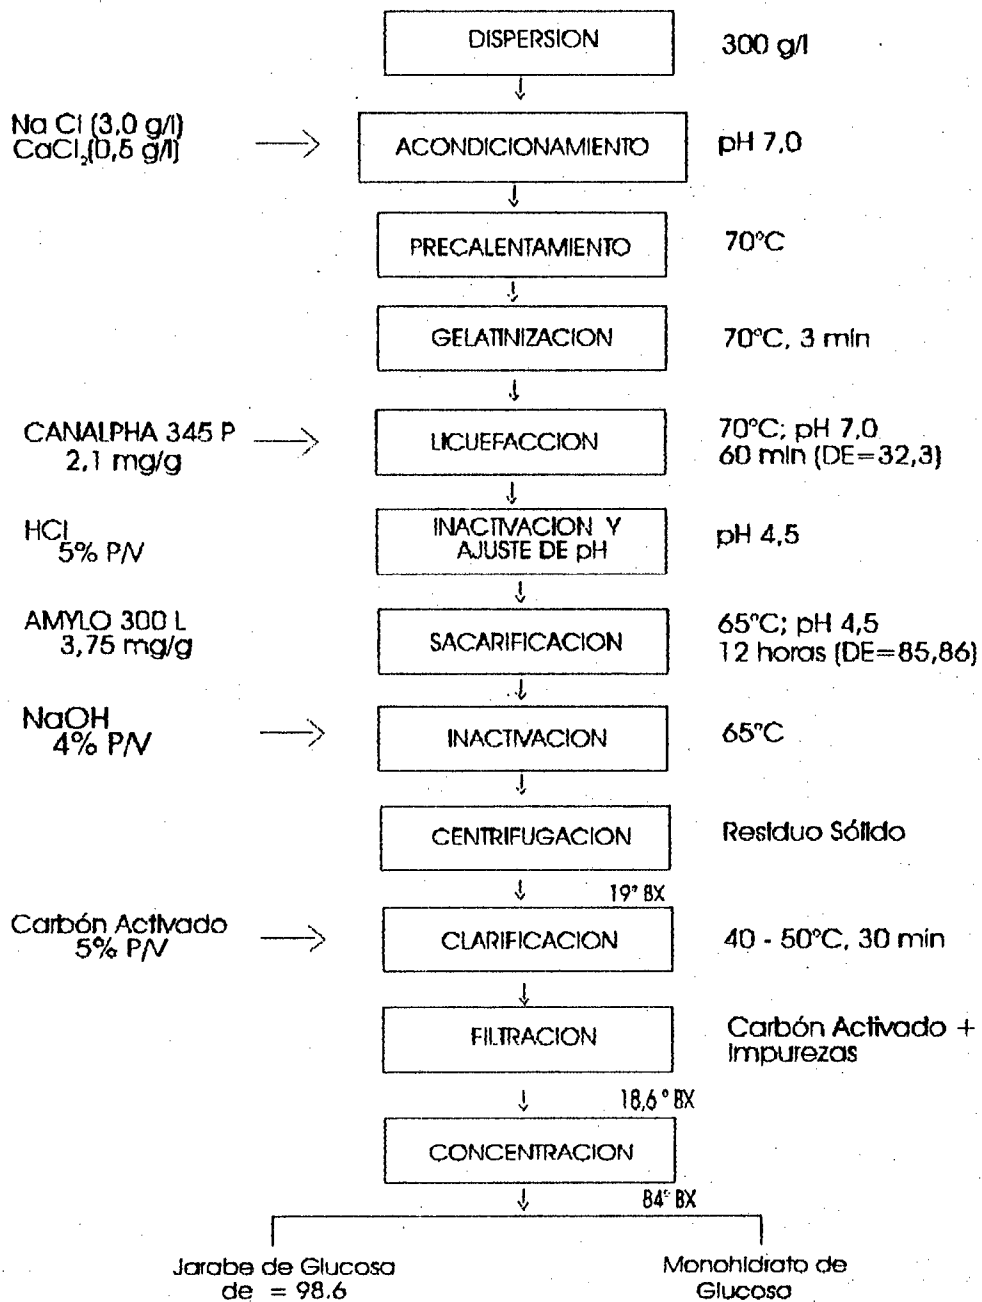 DISPERSION
300 g/l
Na Cl (3,0 g/l)
CaCl₂(0,5 g/l)
ACONDICIONAMIENTO
pH 7,0
PRECALENTAMIENTO
70°C
GELATINIZACION
70°C, 3 min
CANALPHA 345 P
2,1 mg/g
LICUEFACCION
70°C; pH 7,0
60 min (DE=32,3)
HCl
5% P/V
INACTIVACION Y
AJUSTE DE pH
pH 4,5
AMYLO 300 L
3,75 mg/g
SACARIFICACION
65°C; pH 4,5
12 horas (DE=85,86)
NaOH
4% P/V
INACTIVACION
65°C
CENTRIFUGACION
Residuo Sólido
19° BX
Carbón Activado
5% P/V
CLARIFICACION
40 - 50°C, 30 min
FILTRACION
Carbón Activado +
Impurezas
18,6° BX
CONCENTRACION
84° BX
Jarabe de Glucosa
de = 98.6
Monohidrato de
Glucosa